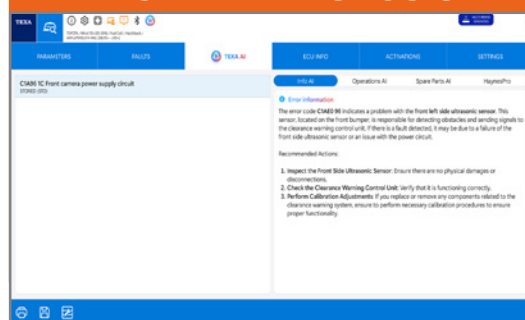 TEXA
PARAMETERS
FAULTS
TEXA AI
ECU INFO
ACTIVATIONS
SETTINGS
C1A86 1C Front camera power supply circuit
STORED (STO)
Info AI
Operations AI
Spare Parts AI
HaynesPro
Error Information
The error code C1AE0 96 indicates a problem with the front left side ultrasonic sensor. This
sensor, located on the front bumper, is responsible for detecting obstacles and sending signals to
the clearance warning control unit. If there is a fault detected, it may be due to a failure of the
front side ultrasonic sensor or an issue with the power circuit.
Recommended Actions:
1. Inspect the Front Side Ultrasonic Sensor: Ensure there are no physical damages or
disconnections.
2. Check the Clearance Warning Control Unit: Verify that it is functioning correctly.
3. Perform Calibration Adjustments: If you replace or remove any components related to the
clearance warning system, ensure to perform necessary calibration procedures to ensure
proper functionality.